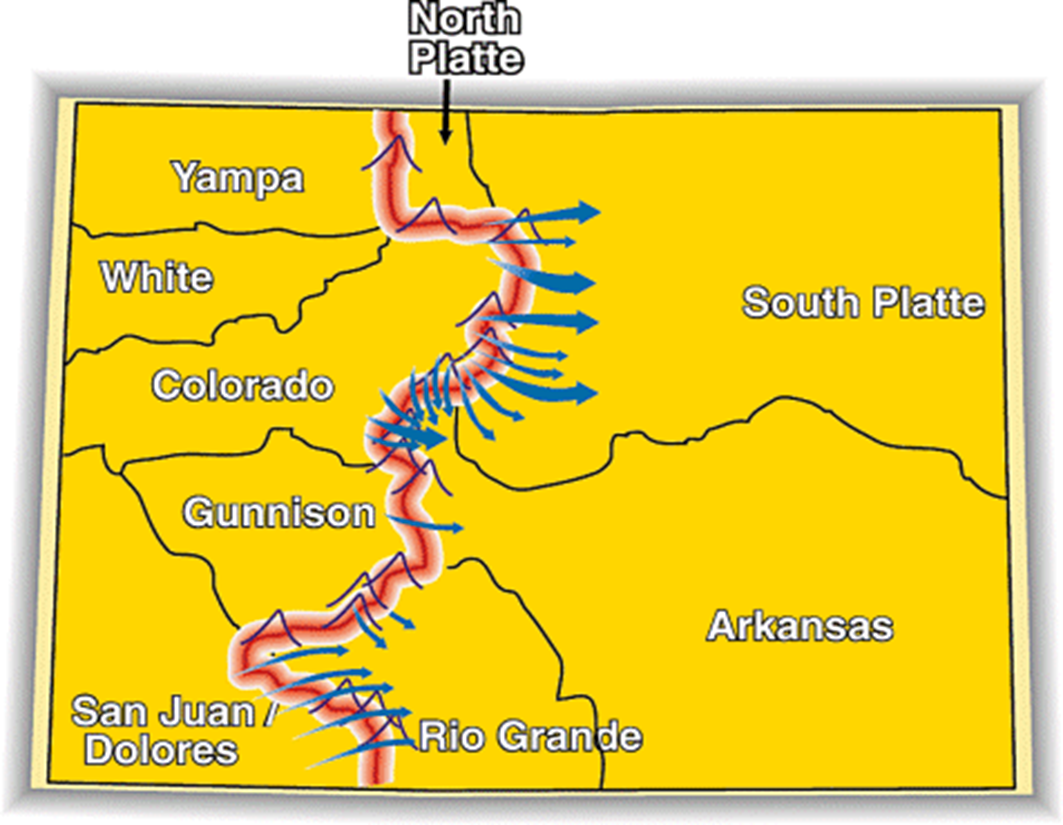 North
Platte
Yampa
White
South Platte
Colorado
Gunnison
Arkansas
San Juan /
Dolores
Rio Grande